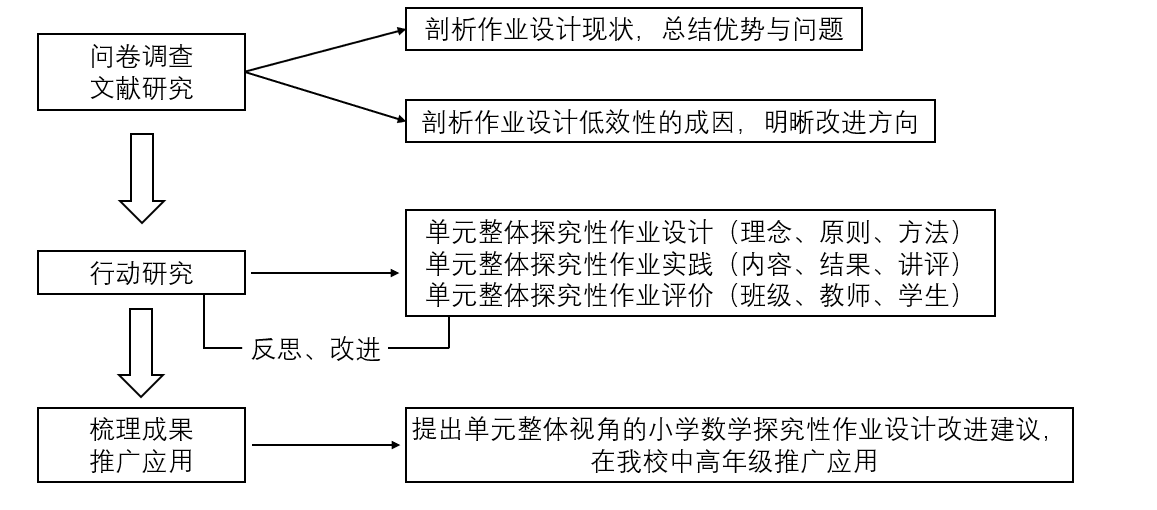 问卷调查
文献研究
剖析作业设计现状，总结优势与问题
剖析作业设计低效性的成因，明晰改进方向
行动研究
单元整体探究性作业设计（理念、原则、方法）
单元整体探究性作业实践（内容、结果、讲评）
单元整体探究性作业评价（班级、教师、学生）
反思、改进
梳理成果
推广应用
提出单元整体视角的小学数学探究性作业设计改进建议，
在我校中高年级推广应用